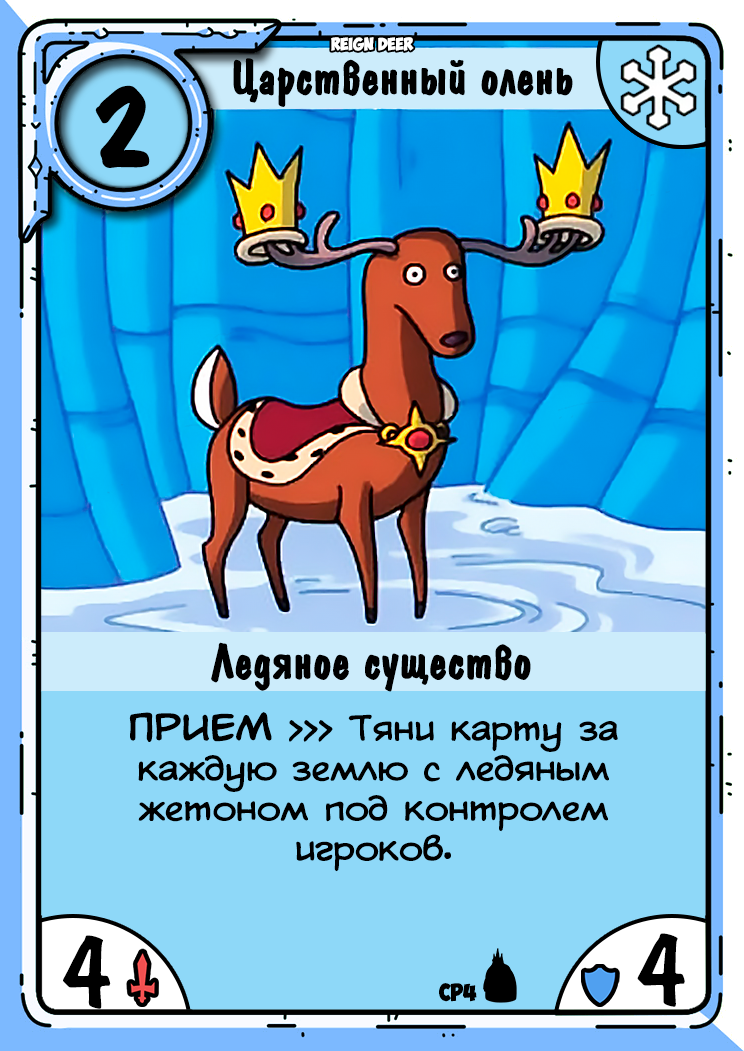 REIGN DEER
2
Царственный олень
Ледяное существо
ПРИЕМ >>> Тяни карту за
каждую землю с ледяным
жетоном под контролем
игроков.
4
CP4
4